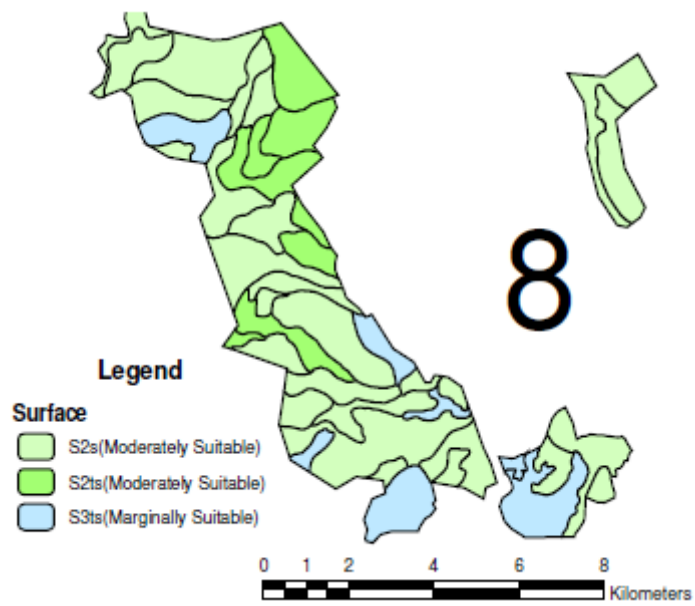 8
Legend
Surface
S2s(Moderately Suitable)
S2ts(Moderately Suitable)
S3ts(Marginally Suitable)
0 1 2 4 6 8
Kilometers